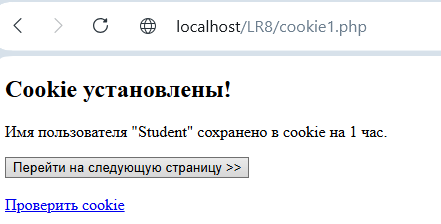 localhost/LR8/cookie1.php
Cookie установлены!
Имя пользователя "Student" сохранено в cookie на 1 час.
Перейти на следующую страницу >>
Проверить cookie